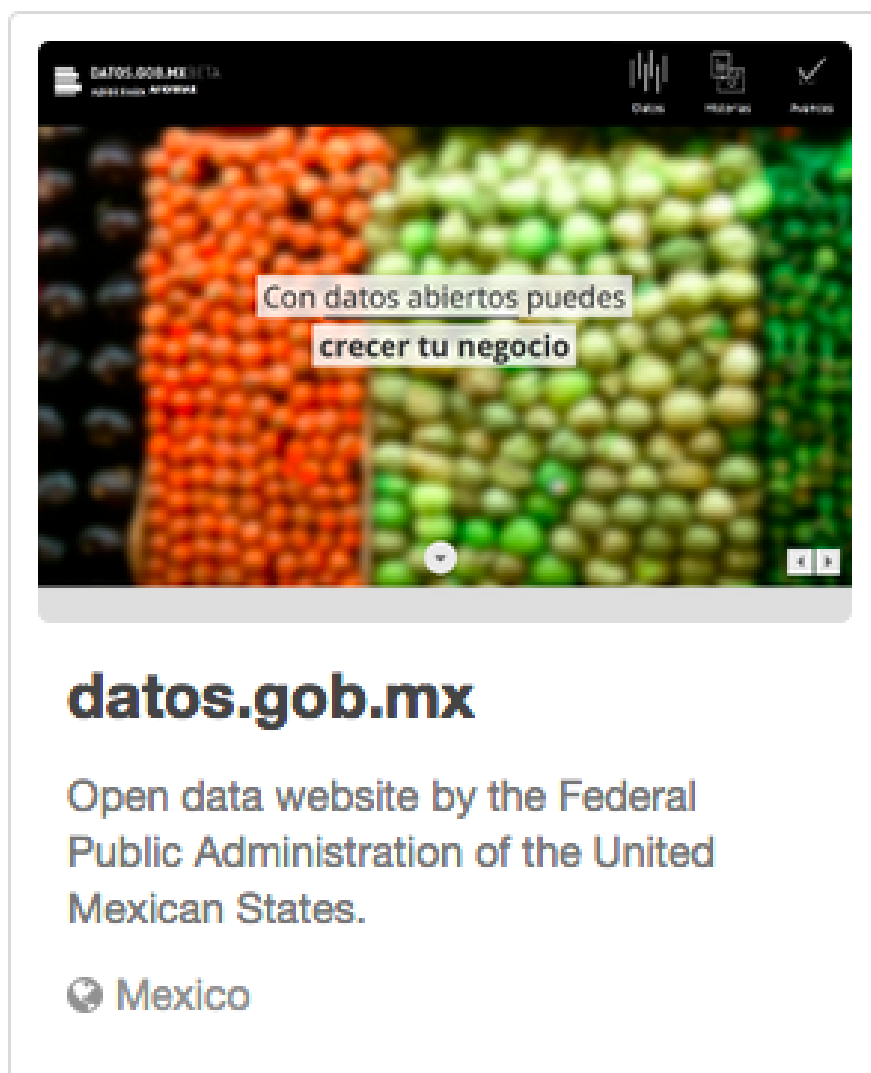 DATOS.GOB.MX BETA
Datos
Historias
Avances
Con datos abiertos puedes
crecer tu negocio
datos.gob.mx
Open data website by the Federal
Public Administration of the United
Mexican States.
Mexico